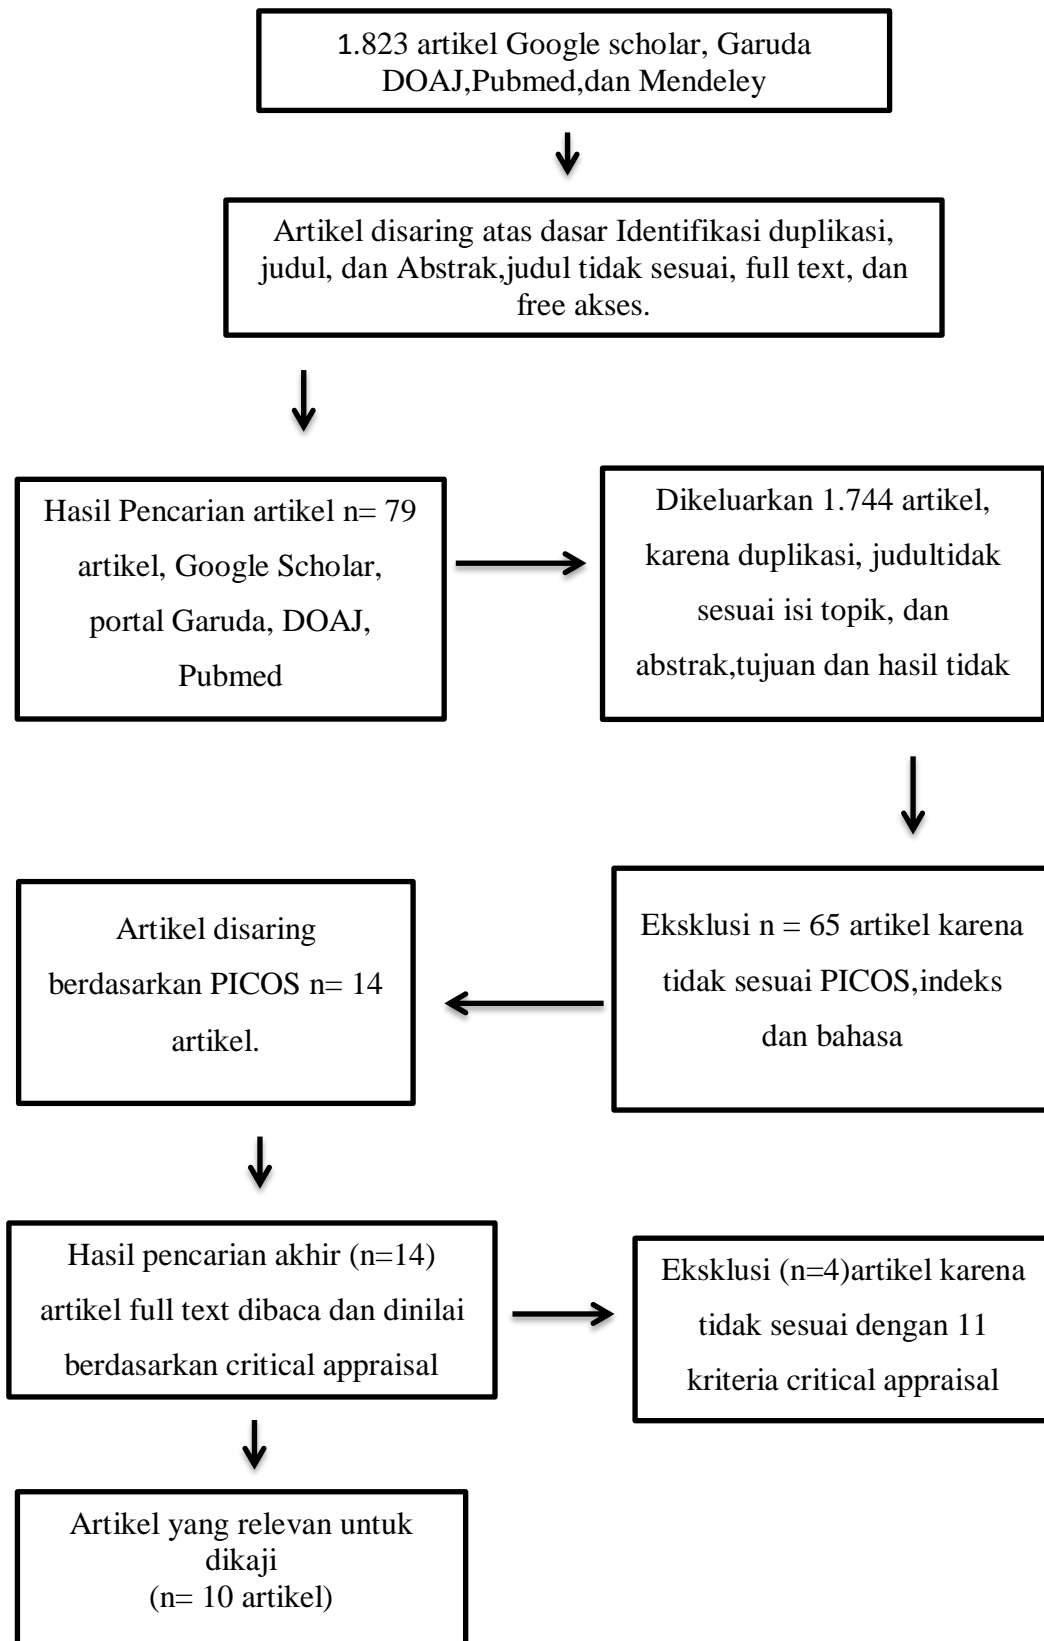 1.823 artikel Google scholar, Garuda
DOAJ,Pubmed,dan Mendeley
Artikel disaring atas dasar Identifikasi duplikasi,
judul, dan Abstrak,judul tidak sesuai, full text, dan
free akses.
Hasil Pencarian artikel n= 79
artikel, Google Scholar,
portal Garuda, DOAJ,
Pubmed
Dikeluarkan 1.744 artikel,
karena duplikasi, judultidak
sesuai isi topik, dan
abstrak,tujuan dan hasil tidak
Eksklusi n = 65 artikel karena
tidak sesuai PICOS,indeks
dan bahasa
Artikel disaring
berdasarkan PICOS n= 14
artikel.
Hasil pencarian akhir (n=14)
artikel full text dibaca dan dinilai
berdasarkan critical appraisal
Eksklusi (n=4)artikel karena
tidak sesuai dengan 11
kriteria critical appraisal
Artikel yang relevan untuk
dikaji
(n= 10 artikel)